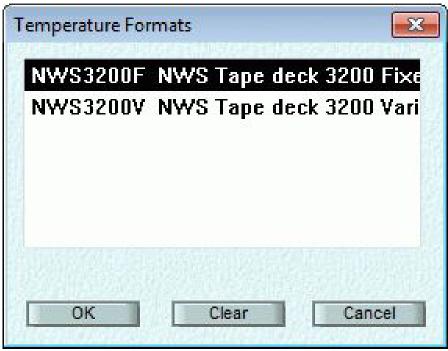 Temperature Formats
NWS3200F NWS Tape deck 3200 Fixe
NWS3200V NWS Tape deck 3200 Vari
OK Clear Cancel